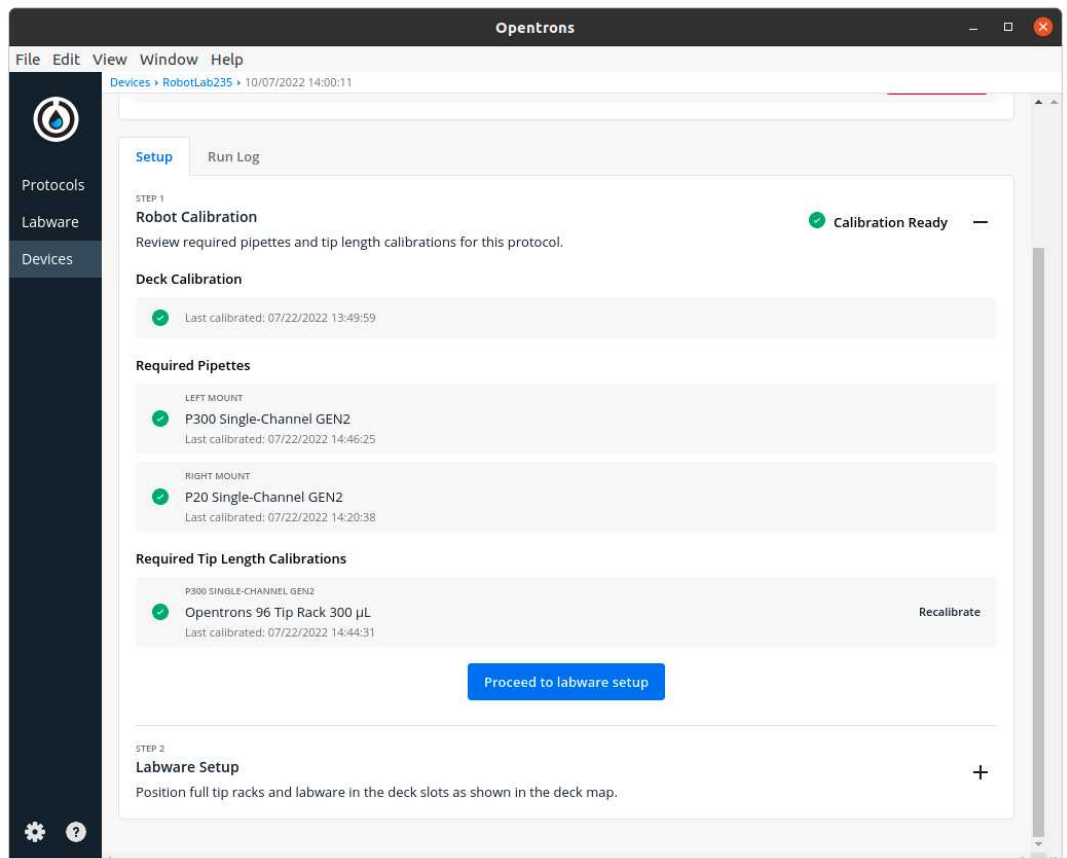 Opentrons
File Edit View Window Help
Devices › RobotLab235 › 10/07/2022 14:00:11
Protocols
Labware
Devices
Setup Run Log
STEP 1
Robot Calibration
Review required pipettes and tip length calibrations for this protocol.
Calibration Ready
Deck Calibration
Last calibrated: 07/22/2022 13:49:59
Required Pipettes
LEFT MOUNT
P300 Single-Channel GEN2
Last calibrated: 07/22/2022 14:46:25
RIGHT MOUNT
P20 Single-Channel GEN2
Last calibrated: 07/22/2022 14:20:38
Required Tip Length Calibrations
P300 SINGLE-CHANNEL GEN2
Opentrons 96 Tip Rack 300 µL
Last calibrated: 07/22/2022 14:44:31
Recalibrate
Proceed to labware setup
STEP 2
Labware Setup
Position full tip racks and labware in the deck slots as shown in the deck map.